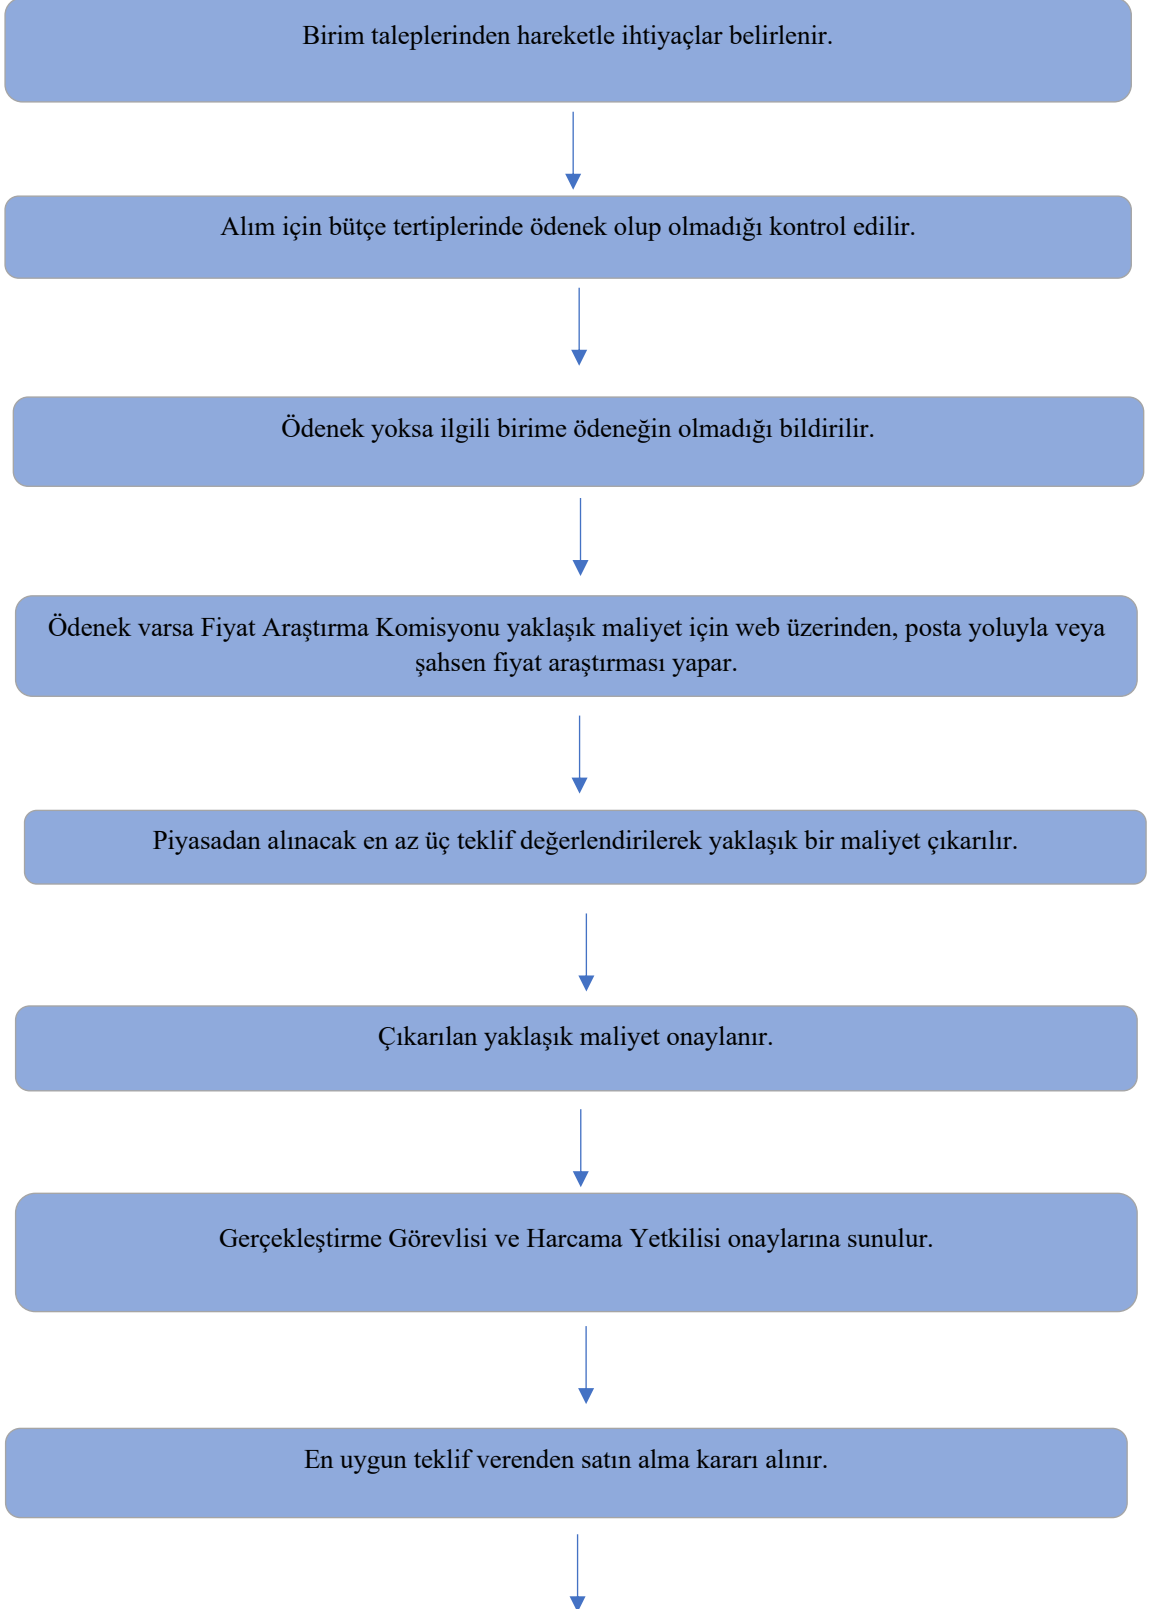 Birim taleplerinden hareketle ihtiyaçlar belirlenir.
Alım için bütçe tertiplerinde ödenek olup olmadığı kontrol edilir.
Ödenek yoksa ilgili birime ödeneğin olmadığı bildirilir.
Ödenek varsa Fiyat Araştırma Komisyonu yaklaşık maliyet için web üzerinden, posta yoluyla veya
şahsen fiyat araştırması yapar.
Piyasadan alınacak en az üç teklif değerlendirilerek yaklaşık bir maliyet çıkarılır.
Çıkarılan yaklaşık maliyet onaylanır.
Gerçekleştirme Görevlisi ve Harcama Yetkilisi onaylarına sunulur.
En uygun teklif verenden satın alma kararı alınır.